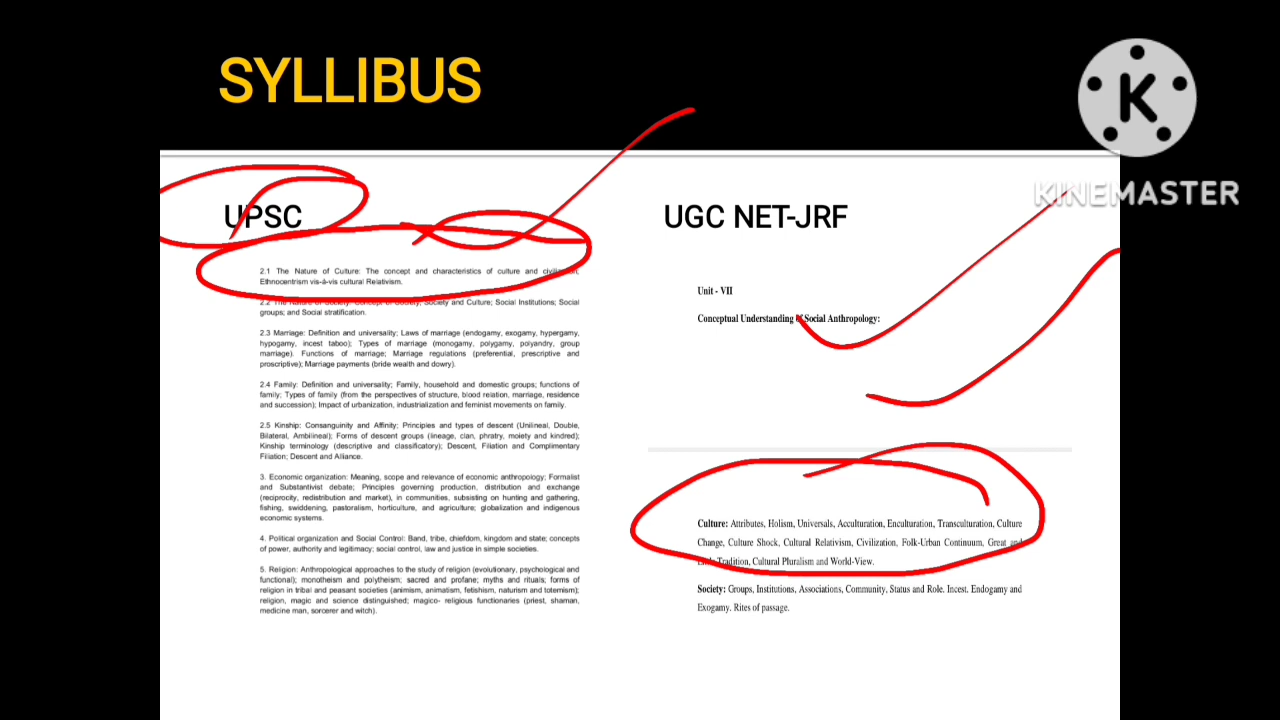 SYLLIBUS
K
KINEMASTER
UPSC
2.1 The Nature of Culture: The concept and characteristics of culture and
Ethnocentrism vis-à-vis cultural Relativism.
2.2 The Nature of Society: Concept of Society; Society and Culture; Social Institutions; Social
groups; and Social stratification.
2.3 Marriage: Definition and universality; Laws of marriage (endogamy, exogamy, hypergamy,
hypogamy, incest taboo); Types of marriage (monogamy, polygamy, polyandry, group
marriage). Functions of marriage; Marriage regulations (preferential, prescriptive and
proscriptive); Marriage payments (bride wealth and dowry).
2.4 Family: Definition and universality; Family, household and domestic groups; functions of
family; Types of family (from the perspectives of structure, blood relation, marriage, residence
and succession); Impact of urbanization, industrialization and feminist movements on family.
2.5 Kinship: Consanguinity and Affinity; Principles and types of descent (Unilineal, Double,
Bilateral, Ambilineal); Forms of descent groups (lineage, clan, phratry, moiety and kindred);
Kinship terminology (descriptive and classificatory); Descent, Filiation and Complimentary
Filiation; Descent and Alliance.
3. Economic organization: Meaning, scope and relevance of economic anthropology; Formalist
and Substantivist debate; Principles governing production, distribution and exchange
(reciprocity, redistribution and market), in communities, subsisting on hunting and gathering,
fishing, swiddening, pastoralism, horticulture, and agriculture; globalization and indigenous
economic systems.
4. Political organization and Social Control: Band, tribe, chiefdom, kingdom and state; concepts
of power, authority and legitimacy; social control, law and justice in simple societies.
5. Religion: Anthropological approaches to the study of religion (evolutionary, psychological and
functional); monotheism and polytheism; sacred and profane; myths and rituals; forms of
religion in tribal and peasant societies (animism, animatism, fetishism, naturism and totemism);
religion, magic and science distinguished; magico- religious functionaries (priest, shaman,
medicine man, sorcerer and witch).
UGC NET-JRF
Unit - VII
Conceptual Understanding of Social Anthropology:
Culture: Attributes, Holism, Universals, Acculturation, Enculturation, Transculturation, Culture
Change, Culture Shock, Cultural Relativism, Civilization, Folk-Urban Continuum, Great and
Little Tradition, Cultural Pluralism and World-View.
Society: Groups, Institutions, Associations, Community, Status and Role. Incest, Endogamy and
Exogamy. Rites of passage.